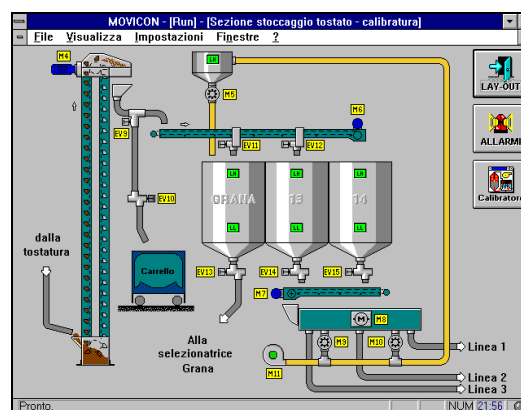 MOVICON - [Run] - [Sezione stoccaggio tostato - calibratura]
File Visualizza Impostazioni Finestre ?
M4
LH
M5
M6
LAY-OUT
EV9
EV11
EV12
ALLARMI
LH
LH
LH
GRANA
13
14
Calibratore
EV10
LL
LL
LL
dalla
tostatura
Carrello
EV13
EV14
EV15
M7
Alla
selezionatrice
Grana
M8
M9
M10
M11
Linea 1
Linea 2
Linea 3
Pronto.
NUM
21:56